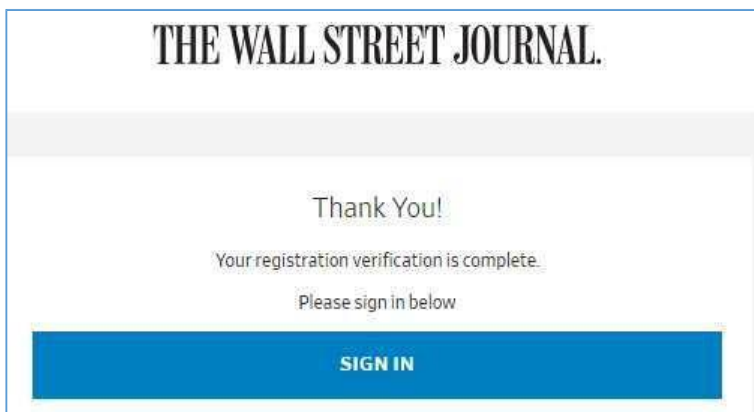 THE WALL STREET JOURNAL.
Thank You!
Your registration verification is complete.
Please sign in below
SIGN IN